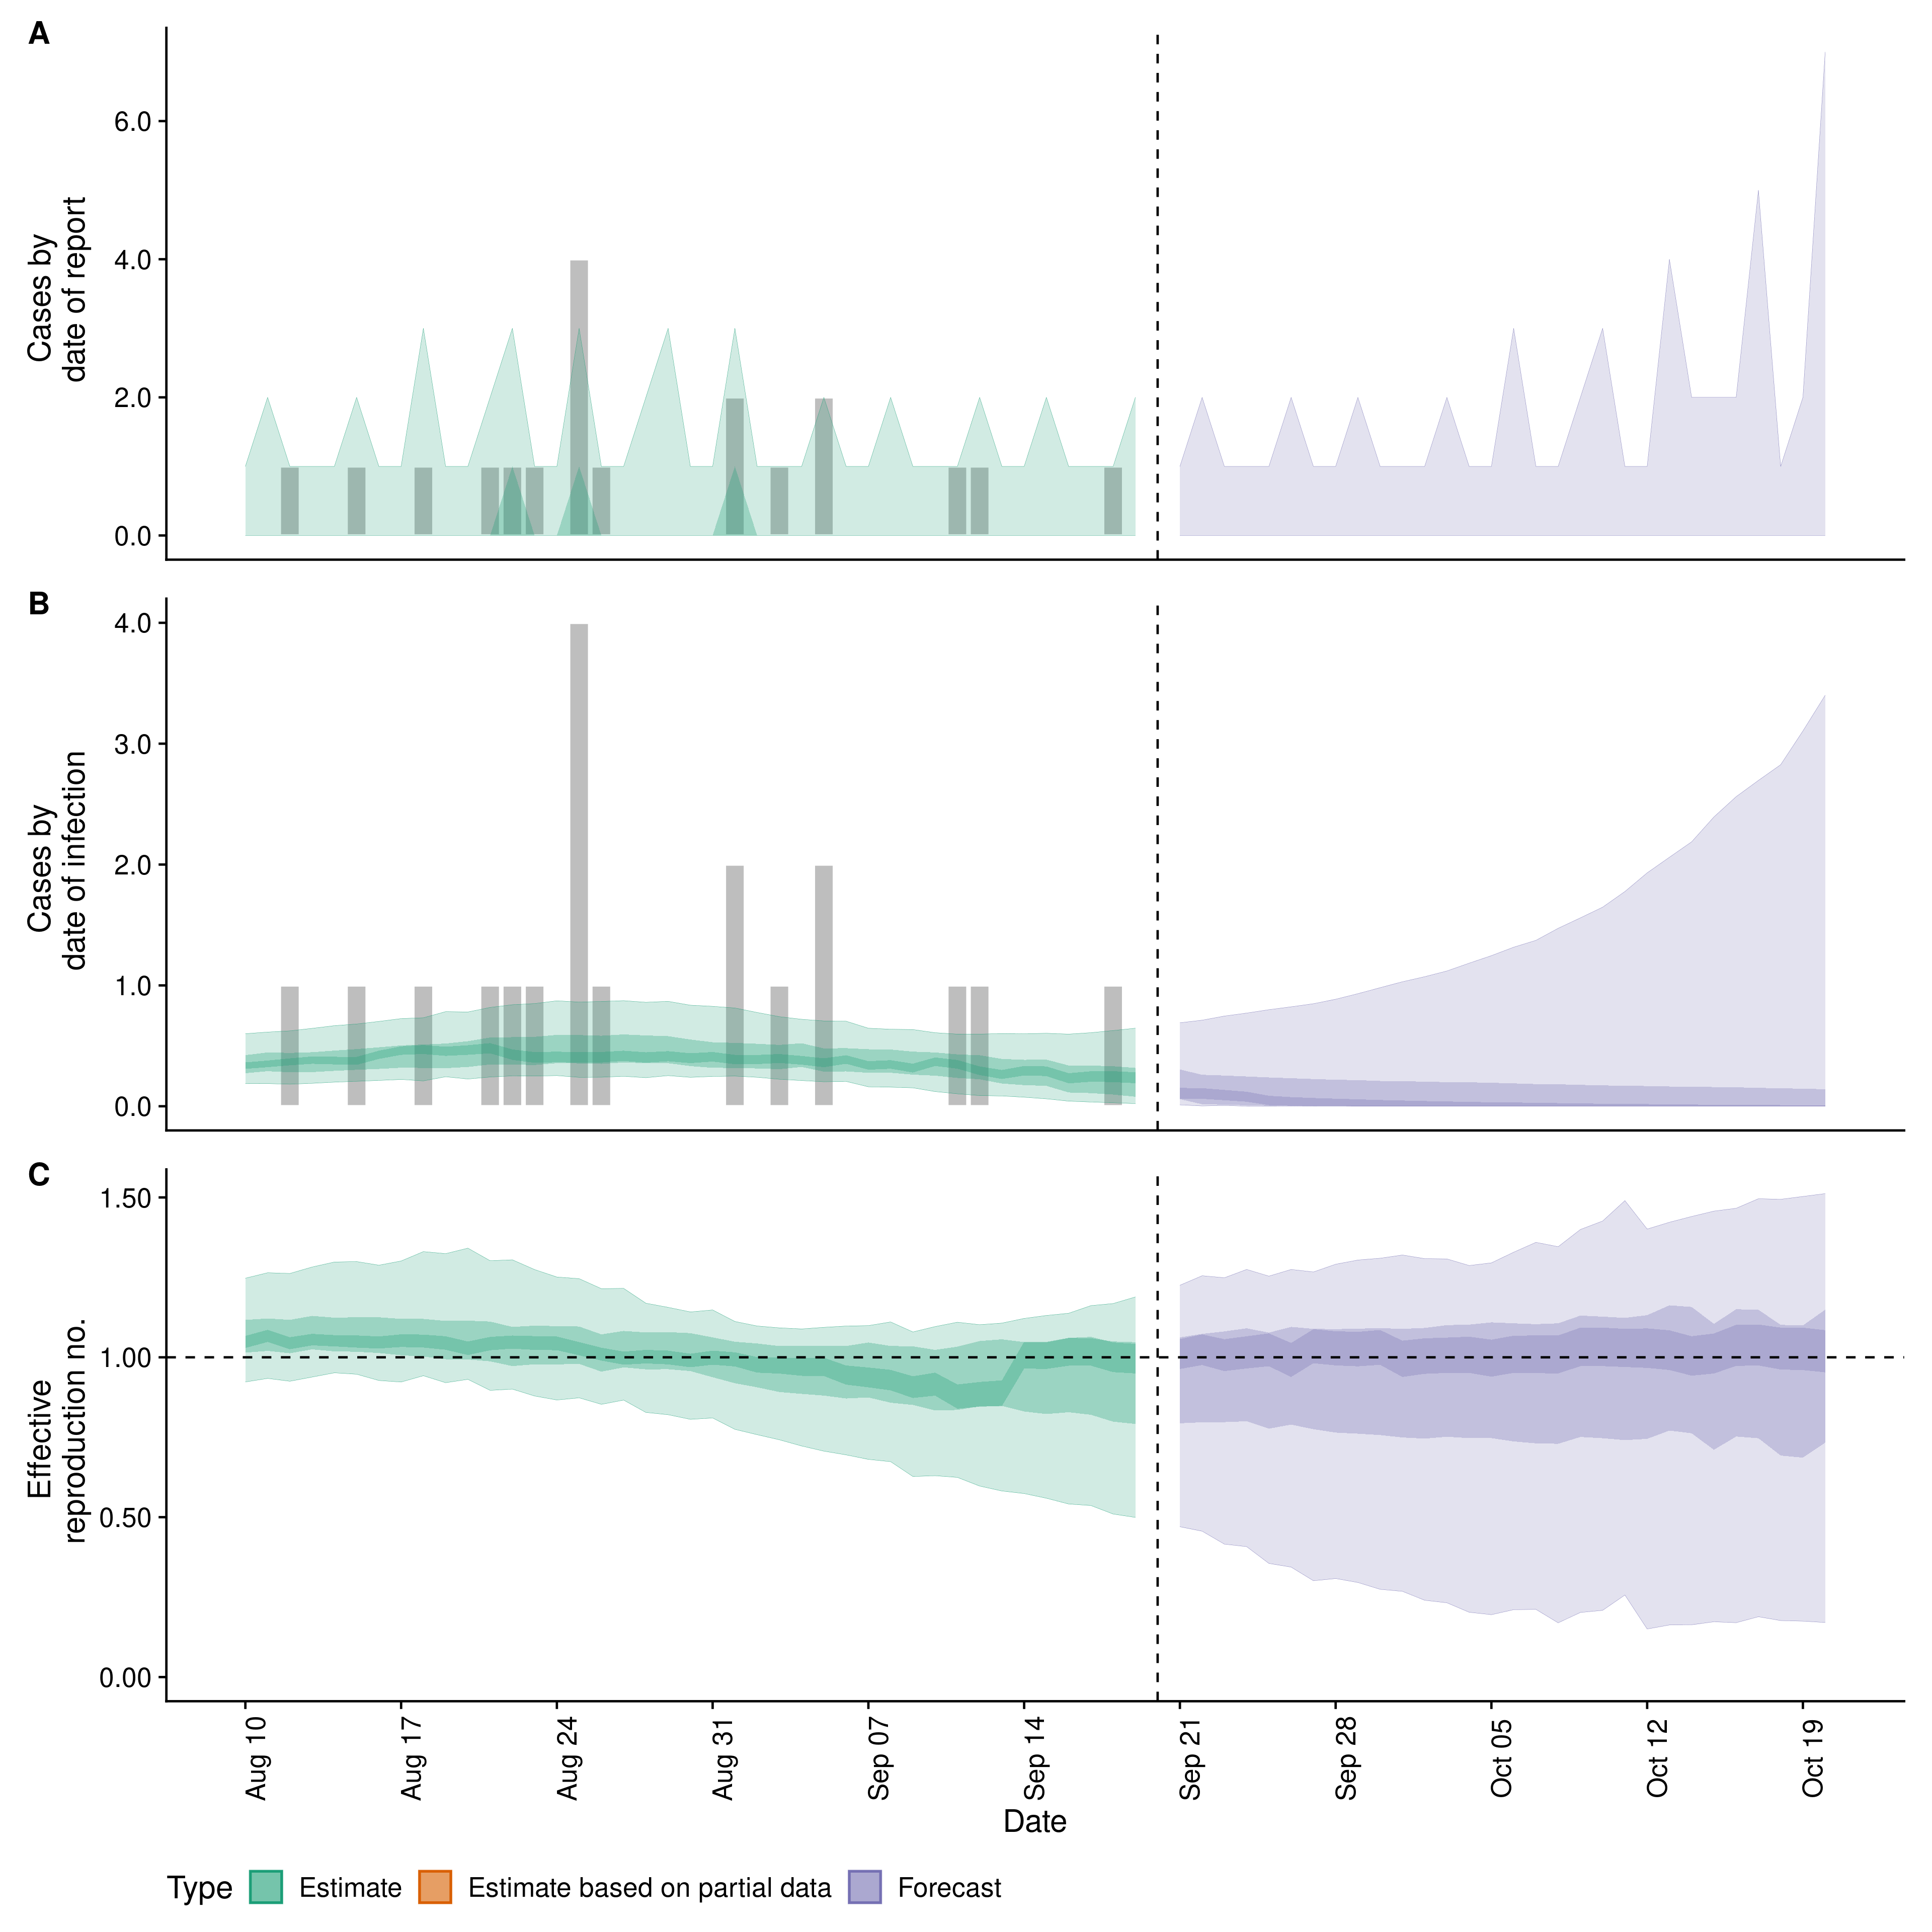 A
Cases by
date of report
6.0
4.0
2.0
0.0
B
Cases by
date of infection
4.0
3.0
2.0
1.0
0.0
C
Effective
reproduction no.
1.50
1.00
0.50
0.00
Aug 10
Aug 17
Aug 24
Aug 31
Sep 07
Sep 14
Sep 21
Sep 28
Oct 05
Oct 12
Oct 19
Date
Type Estimate Estimate based on partial data Forecast